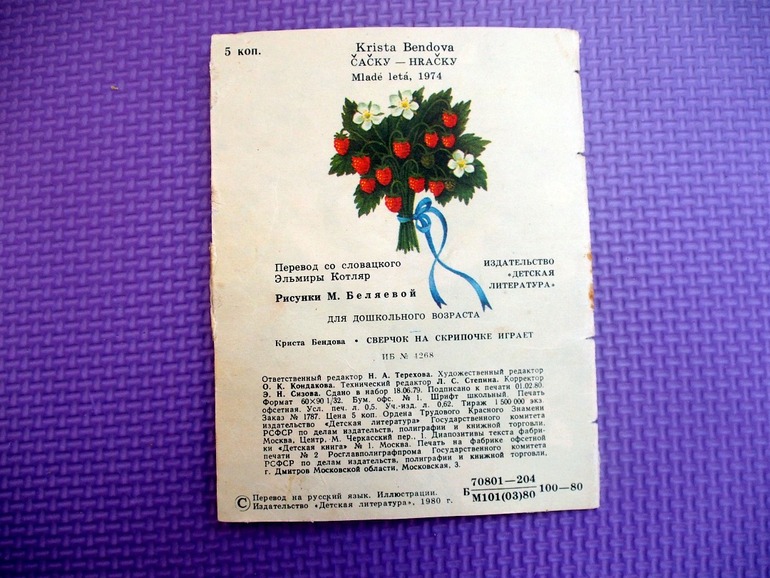 5 коп.
Krista Bendova
ČAČKY — HRAČKY
Mladé letá, 1974
Перевод со словацкого
Эльмиры Котляр
ИЗДАТЕЛЬСТВО
«ДЕТСКАЯ
ЛИТЕРАТУРА»
Рисунки М. Беляевой
ДЛЯ ДОШКОЛЬНОГО ВОЗРАСТА
Криста Бендова • СВЕРЧОК НА СКРИПОЧКЕ ИГРАЕТ
ИБ № 4268
Ответственный редактор Н. А. Терехова. Художественный редактор
О. К. Кондакова. Технический редактор Л. С. Степина. Корректор
Э. Н. Сизова. Сдано в набор 18.06.79. Подписано к печати 01.02.80.
Формат 60×90 1/32. Бум. офс. № 1. Шрифт школьный. Печать
офсетная. Усл. печ. л. 0,5. Уч.-изд. л. 0,62. Тираж 1 500 000 экз.
Заказ № 1787. Цена 5 коп. Ордена Трудового Красного Знамени
издательство «Детская литература» Государственного комитета
РСФСР по делам издательств, полиграфии и книжной торговли.
Москва, Центр, М. Черкасский пер., 1. Диапозитивы текста фабри-
ки «Детская книга» № 1. Москва. Печать на фабрике офсетной
печати № 2 Росглавполиграфпрома Государственного комитета
РСФСР по делам издательств, полиграфии и книжной торговли.
г. Дмитров Московской области, Московская, 3.
Б 70801—204 / М101(03)80 100—80
© Перевод на русский язык. Иллюстрации.
Издательство «Детская литература», 1980 г.